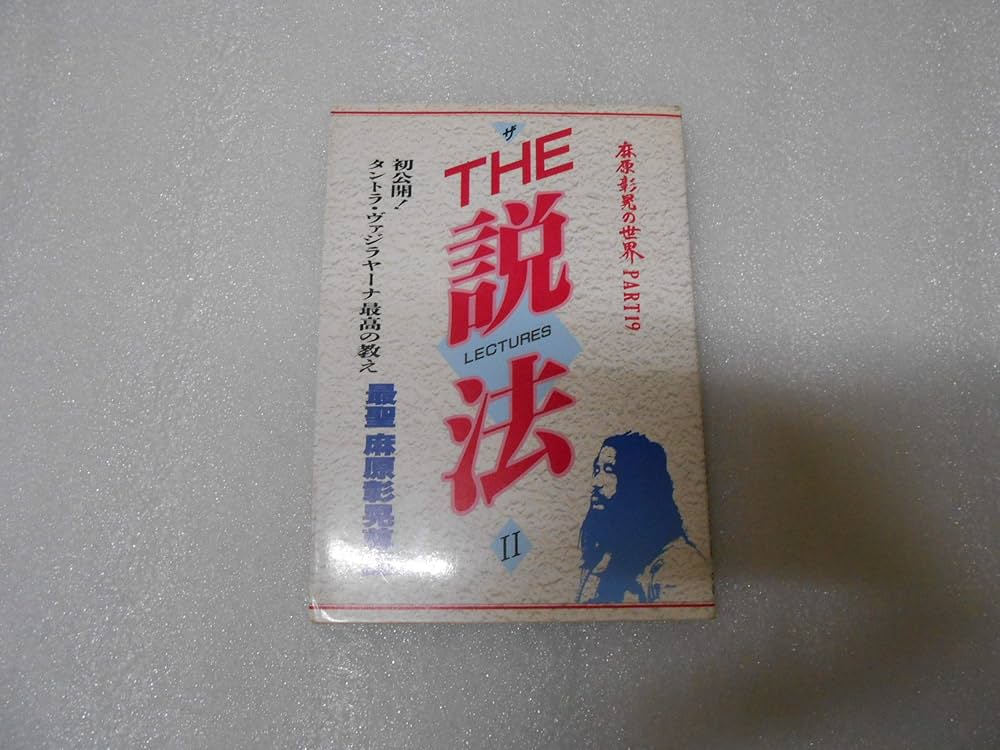 麻原彰晃の世界 PART19
ザ
THE
説法
LECTURES
II
初公開！
タントラ・ヴァジラヤーナ最高の教え
最聖 麻原彰晃